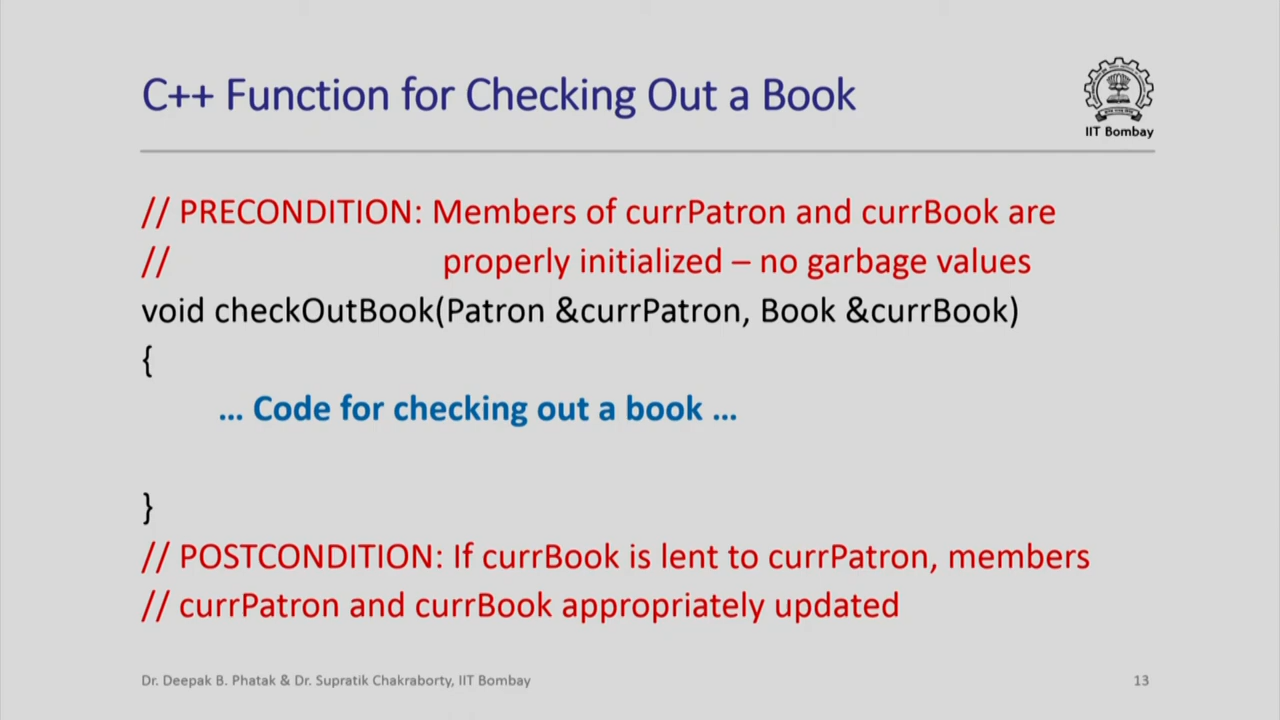 C++ Function for Checking Out a Book
IIT Bombay
// PRECONDITION: Members of currPatron and currBook are
// properly initialized – no garbage values
void checkOutBook(Patron &currPatron, Book &currBook)
{
… Code for checking out a book …
}
// POSTCONDITION: If currBook is lent to currPatron, members
// currPatron and currBook appropriately updated
Dr. Deepak B. Phatak & Dr. Supratik Chakraborty, IIT Bombay
13